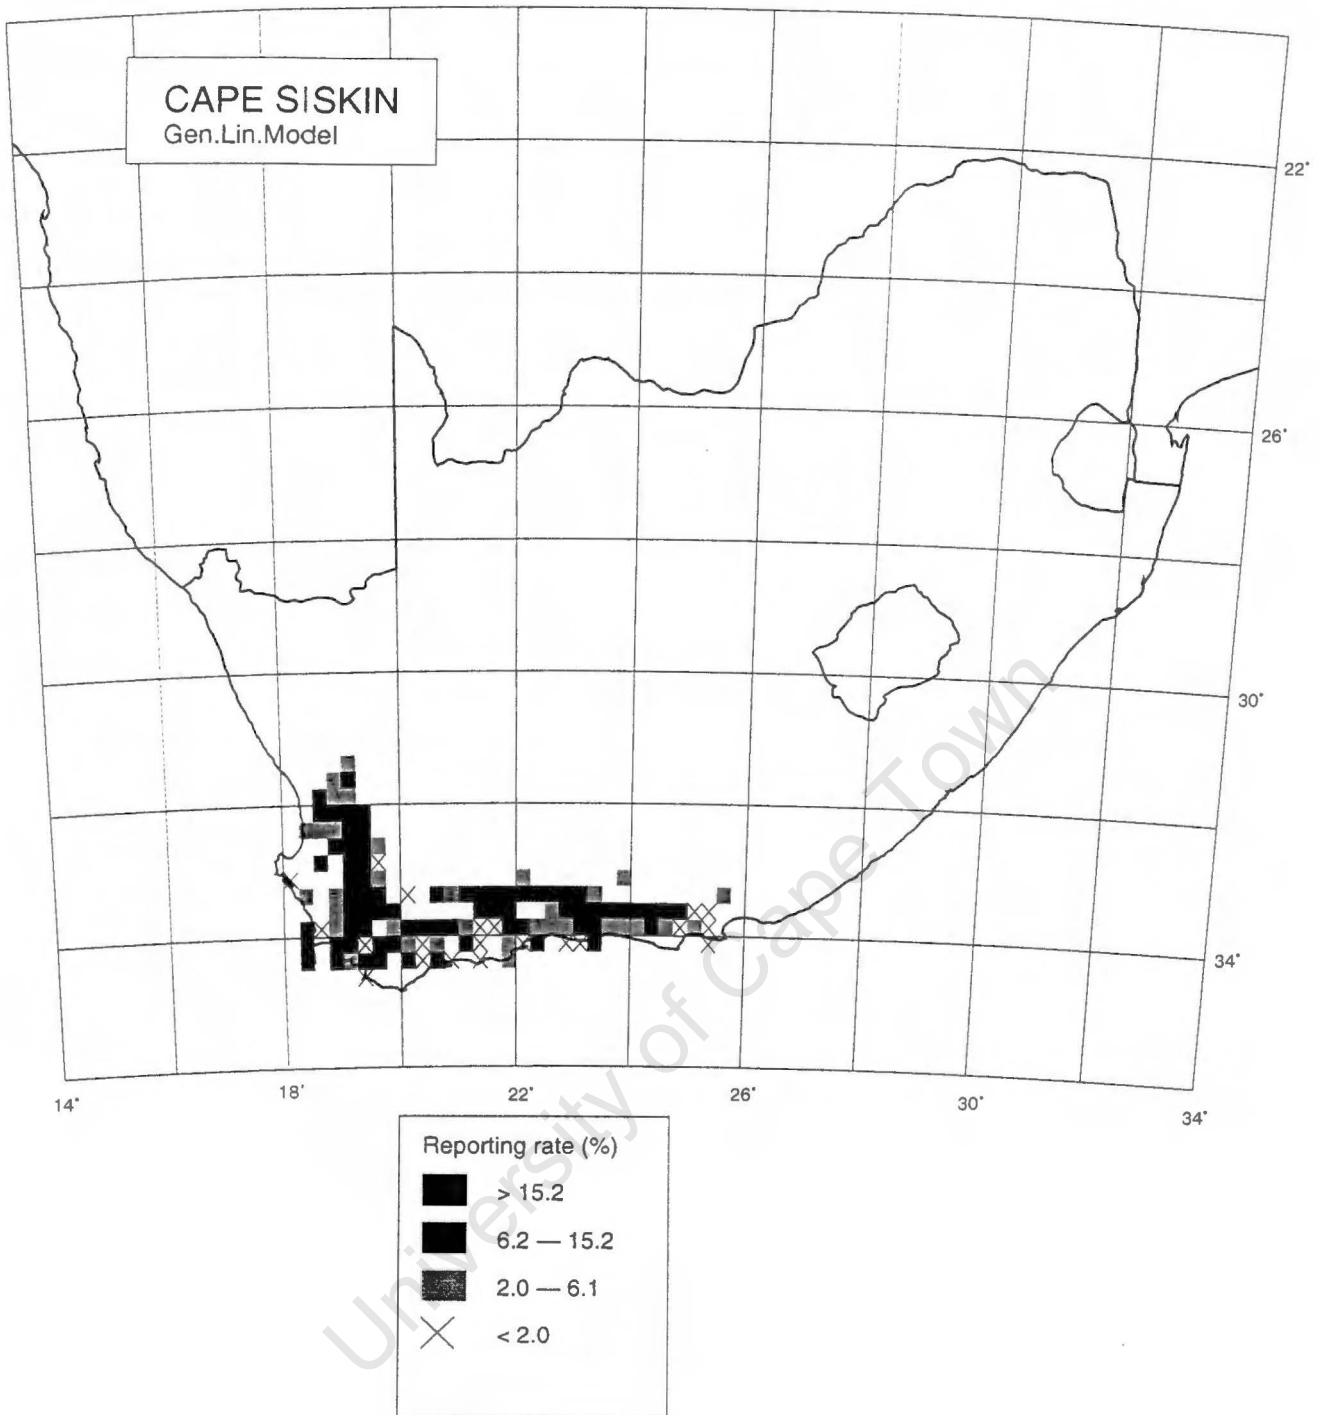 CAPE SISKIN
Gen.Lin.Model
22°
26°
30°
34°
14°
18°
22°
26°
30°
34°
Reporting rate (%)
> 15.2
6.2 — 15.2
2.0 — 6.1
< 2.0
University of Cape Town